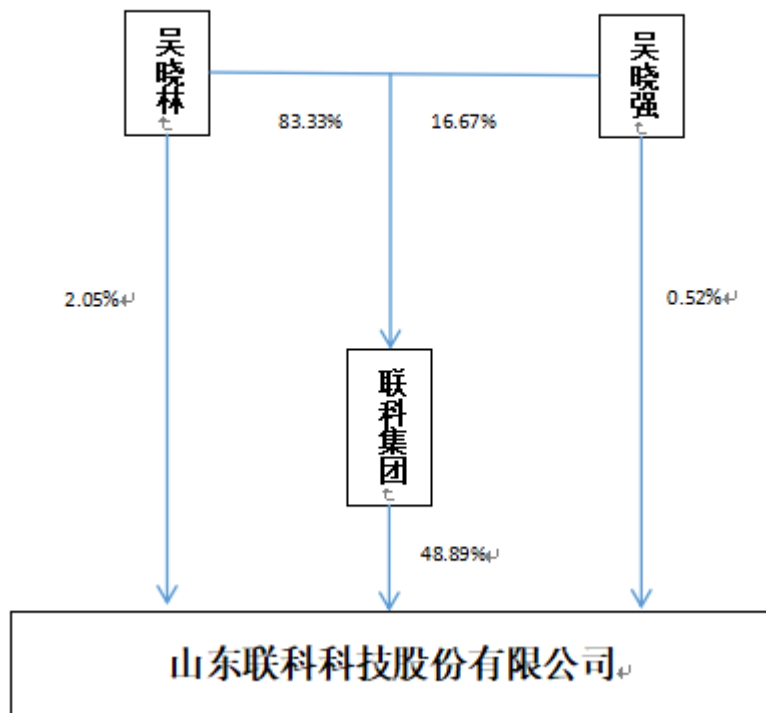 吴晓林
吴晓强
83.33%
16.67%
2.05%
0.52%
联科集团
48.89%
山东联科科技股份有限公司